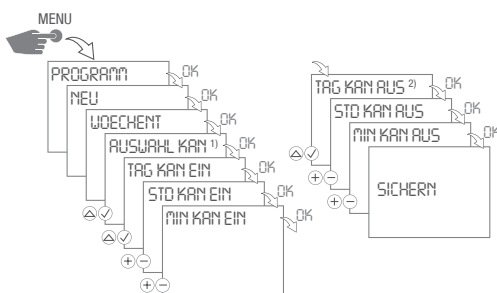 MENU
PROGRAMM
OK
NEU
OK
WOECHENT
OK
AUSWAHL KAN 1)
OK
TAG KAN EIN
OK
STD KAN EIN
OK
MIN KAN EIN
OK
TAG KAN AUS 2)
OK
STD KAN AUS
OK
MIN KAN AUS
OK
SICHERN